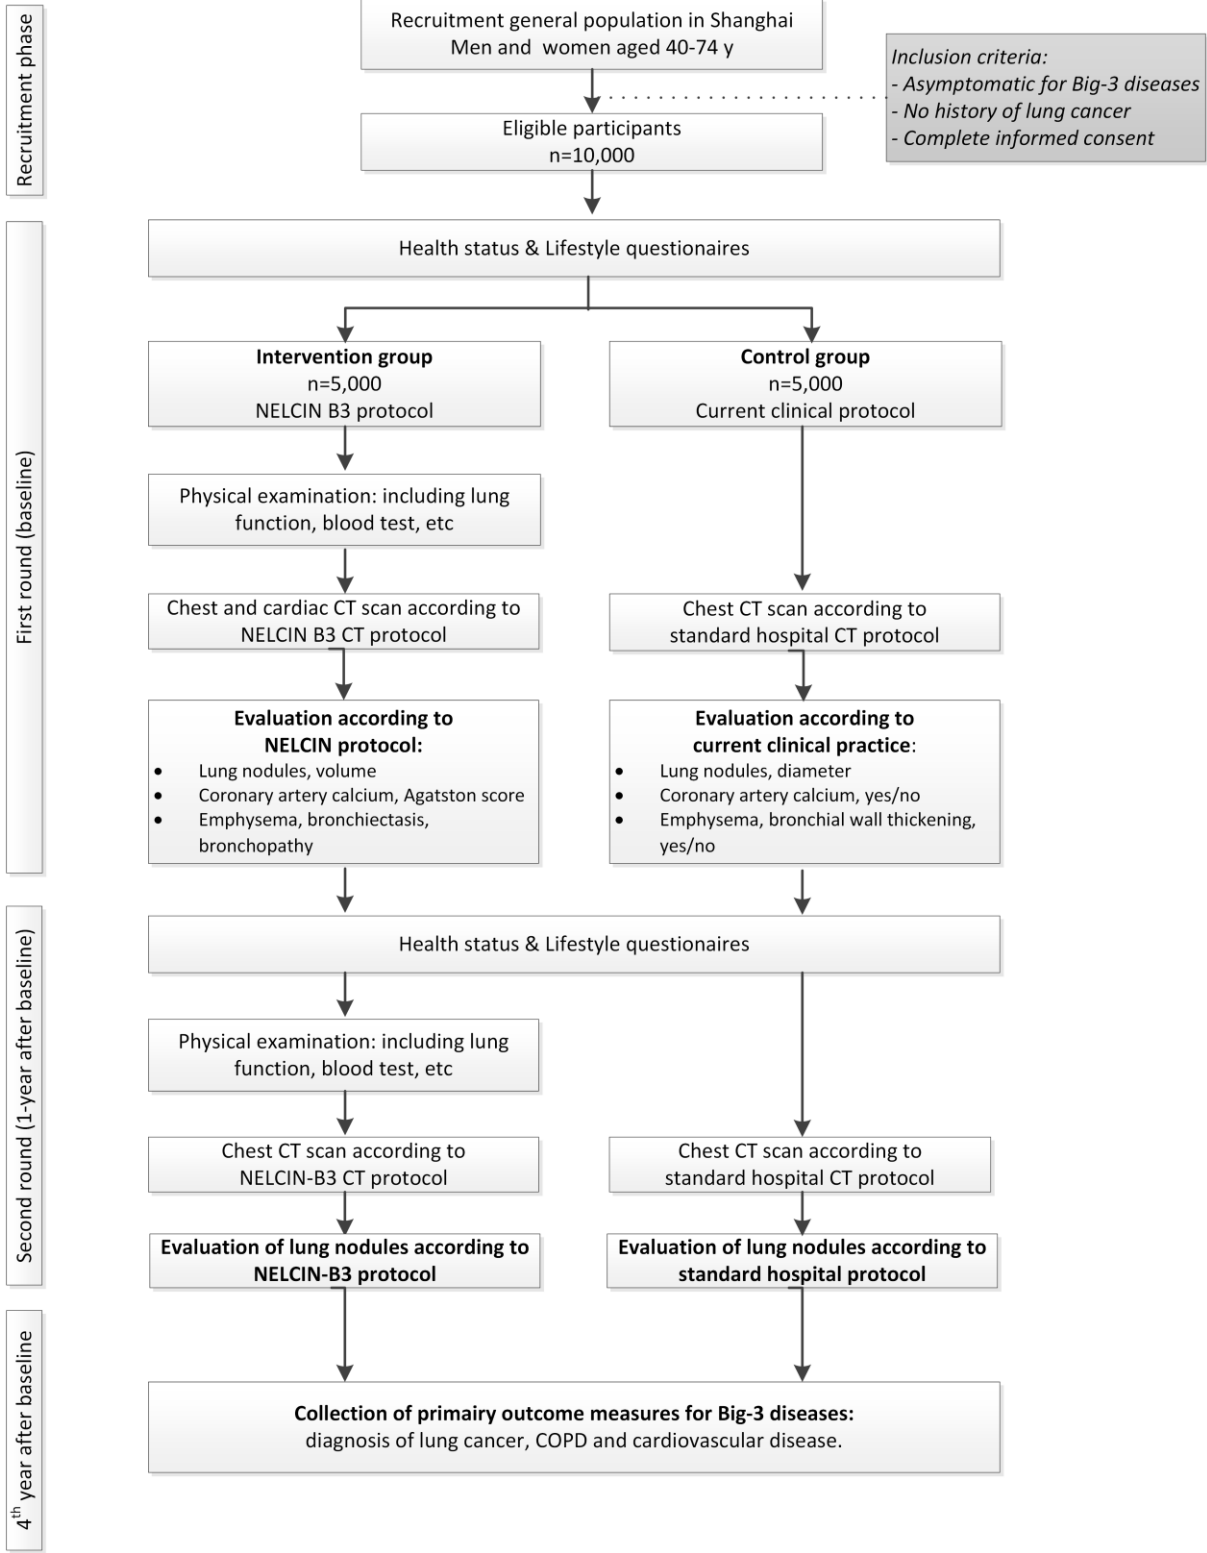 Recruitment phase
Recruitment general population in Shanghai
Men and women aged 40-74 y
Inclusion criteria:
- Asymptomatic for Big-3 diseases
- No history of lung cancer
- Complete informed consent
Eligible participants
n=10,000
First round (baseline)
Health status & Lifestyle questionaires
Intervention group
n=5,000
NELCIN B3 protocol
Control group
n=5,000
Current clinical protocol
Physical examination: including lung
function, blood test, etc
Chest and cardiac CT scan according to
NELCIN B3 CT protocol
Chest CT scan according to
standard hospital CT protocol
Evaluation according to
NELCIN protocol:
• Lung nodules, volume
• Coronary artery calcium, Agatston score
• Emphysema, bronchiectasis,
bronchopathy
Evaluation according to
current clinical practice:
• Lung nodules, diameter
• Coronary artery calcium, yes/no
• Emphysema, bronchial wall thickening,
yes/no
Second round (1-year after baseline)
Health status & Lifestyle questionaires
Physical examination: including lung
function, blood test, etc
Chest CT scan according to
NELCIN-B3 CT protocol
Chest CT scan according to
standard hospital CT protocol
Evaluation of lung nodules according to
NELCIN-B3 protocol
Evaluation of lung nodules according to
standard hospital protocol
4th year after baseline
Collection of primairy outcome measures for Big-3 diseases:
diagnosis of lung cancer, COPD and cardiovascular disease.